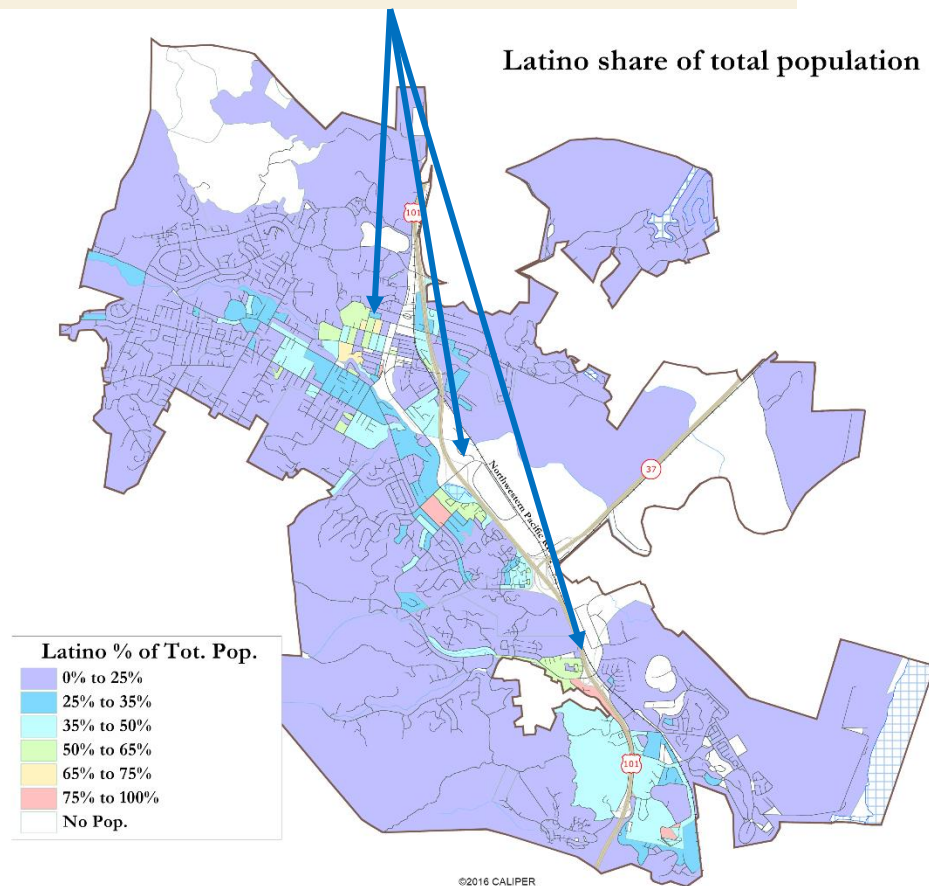 Latino share of total population
101
37
Northwestern Pacific
101
Latino % of Tot. Pop.
0% to 25%
25% to 35%
35% to 50%
50% to 65%
65% to 75%
75% to 100%
No Pop.
©2016 CALIPER